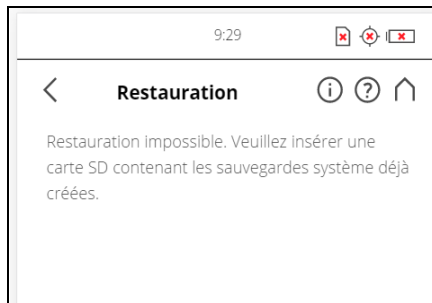 9:29
Restauration
Restauration impossible. Veuillez insérer une
carte SD contenant les sauvegardes système déjà
créées.